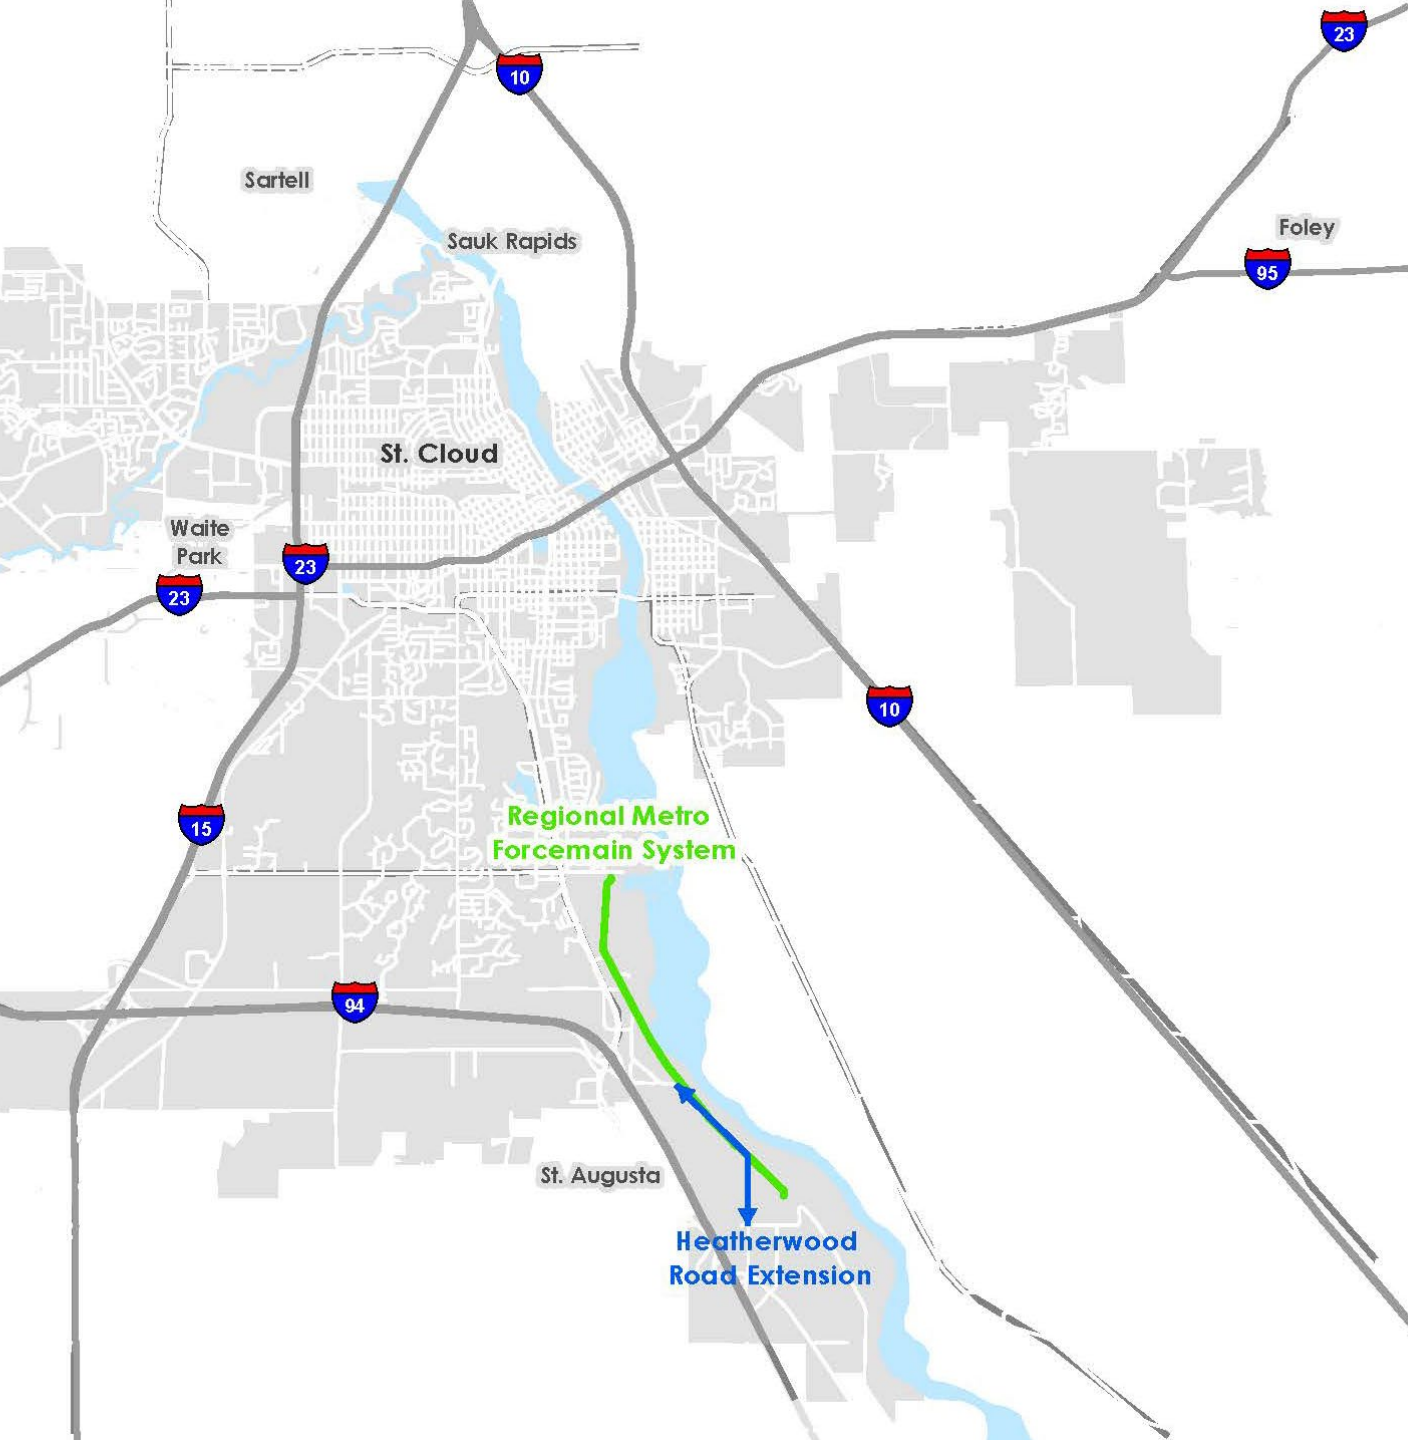 23
10
Sartell
Foley
Sauk Rapids
95
St. Cloud
Waite
Park
23
23
10
15
Regional Metro
Forcemain System
94
St. Augusta
Heatherwood
Road Extension